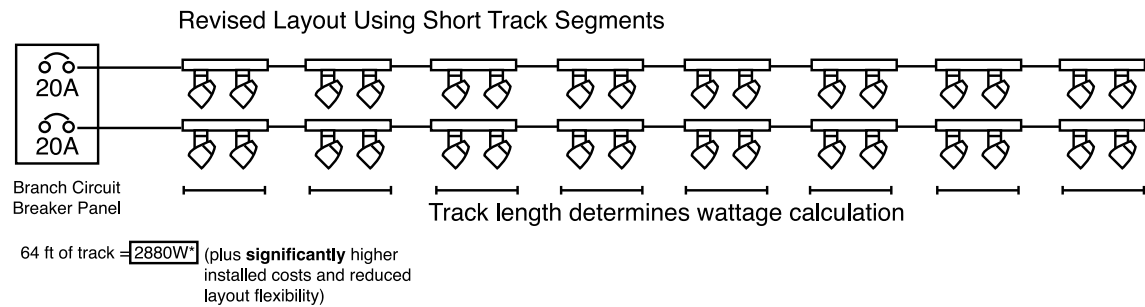 Revised Layout Using Short Track Segments
20A
20A
Branch Circuit
Breaker Panel
Track length determines wattage calculation
64 ft of track = 2880W* (plus significantly higher
installed costs and reduced
layout flexibility)